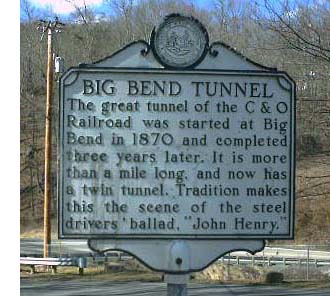 BIG BEND TUNNEL
The great tunnel of the C & O
Railroad was started at Big
Bend in 1870 and completed
three years later. It is more
than a mile long, and now has
a twin tunnel. Tradition makes
this the scene of the steel
drivers' ballad, "John Henry."